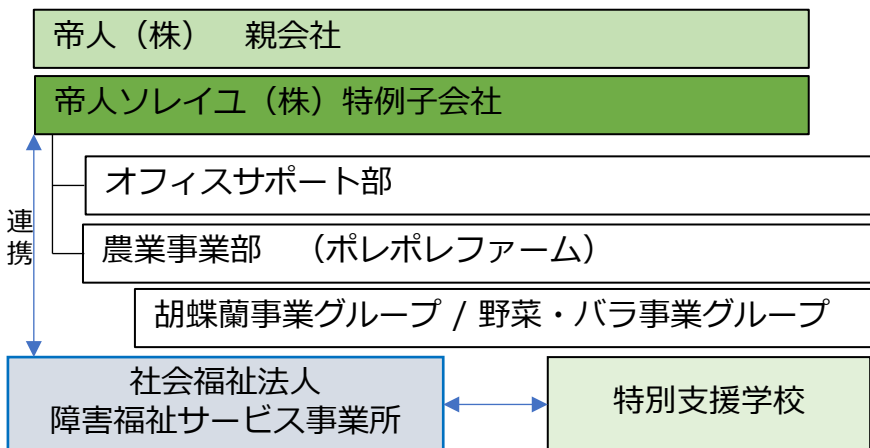 帝人（株）　親会社
帝人ソレイユ（株）特例子会社
オフィスサポート部
連携
農業事業部　（ポレポレファーム）
胡蝶蘭事業グループ / 野菜・バラ事業グループ
社会福祉法人
障害福祉サービス事業所
特別支援学校